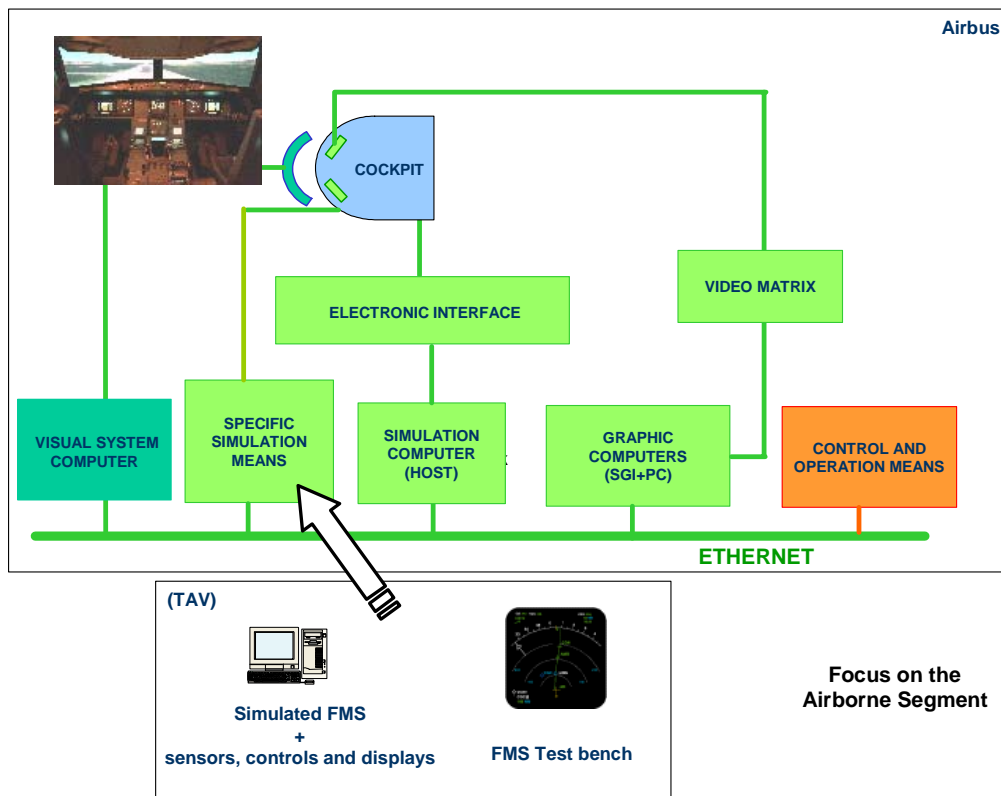 Airbus
COCKPIT
ELECTRONIC INTERFACE
VIDEO MATRIX
VISUAL SYSTEM
COMPUTER
SPECIFIC
SIMULATION
MEANS
SIMULATION
COMPUTER
(HOST)
GRAPHIC
COMPUTERS
(SGI+PC)
CONTROL AND
OPERATION MEANS
ETHERNET
(TAV)
Simulated FMS
+
sensors, controls and displays
FMS Test bench
Focus on the
Airborne Segment